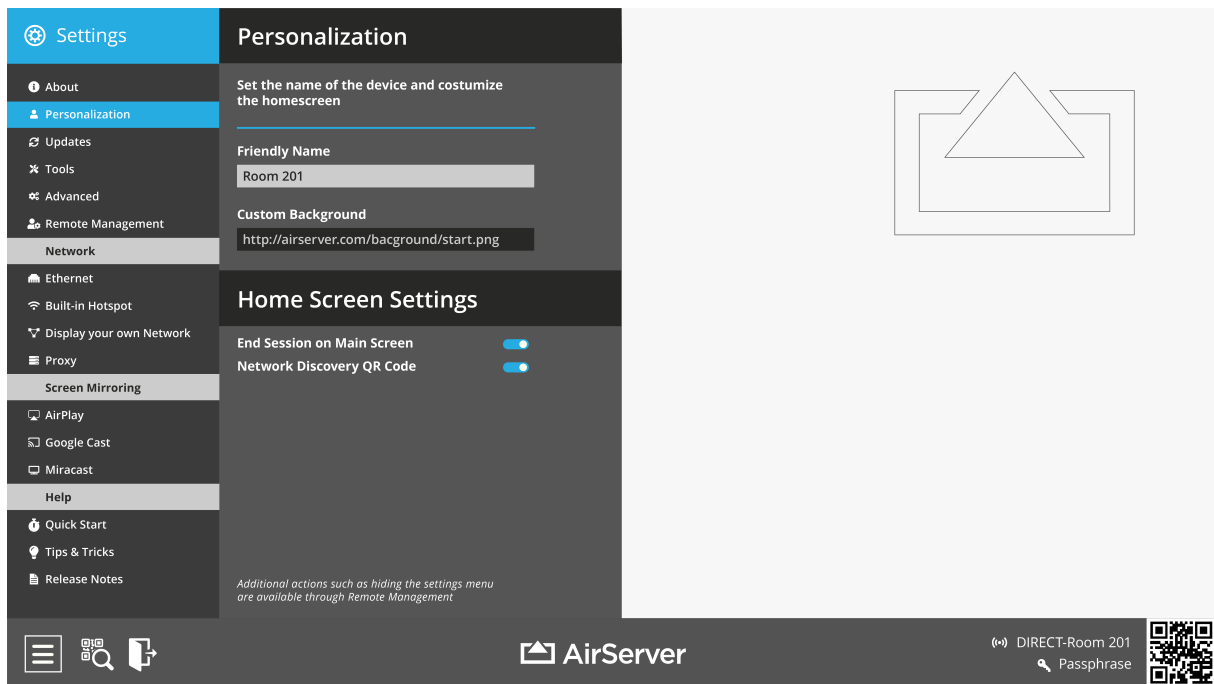 Settings
About
Personalization
Updates
Tools
Advanced
Remote Management
Network
Ethernet
Built-in Hotspot
Display your own Network
Proxy
Screen Mirroring
AirPlay
Google Cast
Miracast
Help
Quick Start
Tips & Tricks
Release Notes
Personalization
Set the name of the device and costumize
the homescreen
Friendly Name
Room 201
Custom Background
http://airserver.com/bacground/start.png
Home Screen Settings
End Session on Main Screen
Network Discovery QR Code
Additional actions such as hiding the settings menu
are available through Remote Management
AirServer
DIRECT-Room 201
Passphrase